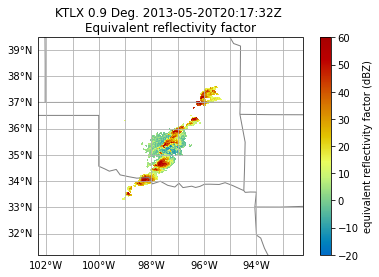 KTLX 0.9 Deg. 2013-05-20T20:17:32Z
Equivalent reflectivity factor
39°N
38°N
37°N
36°N
35°N
34°N
33°N
32°N
102°W 100°W 98°W 96°W 94°W
60
50
40
30
20
10
0
−10
−20
equivalent reflectivity factor (dBZ)